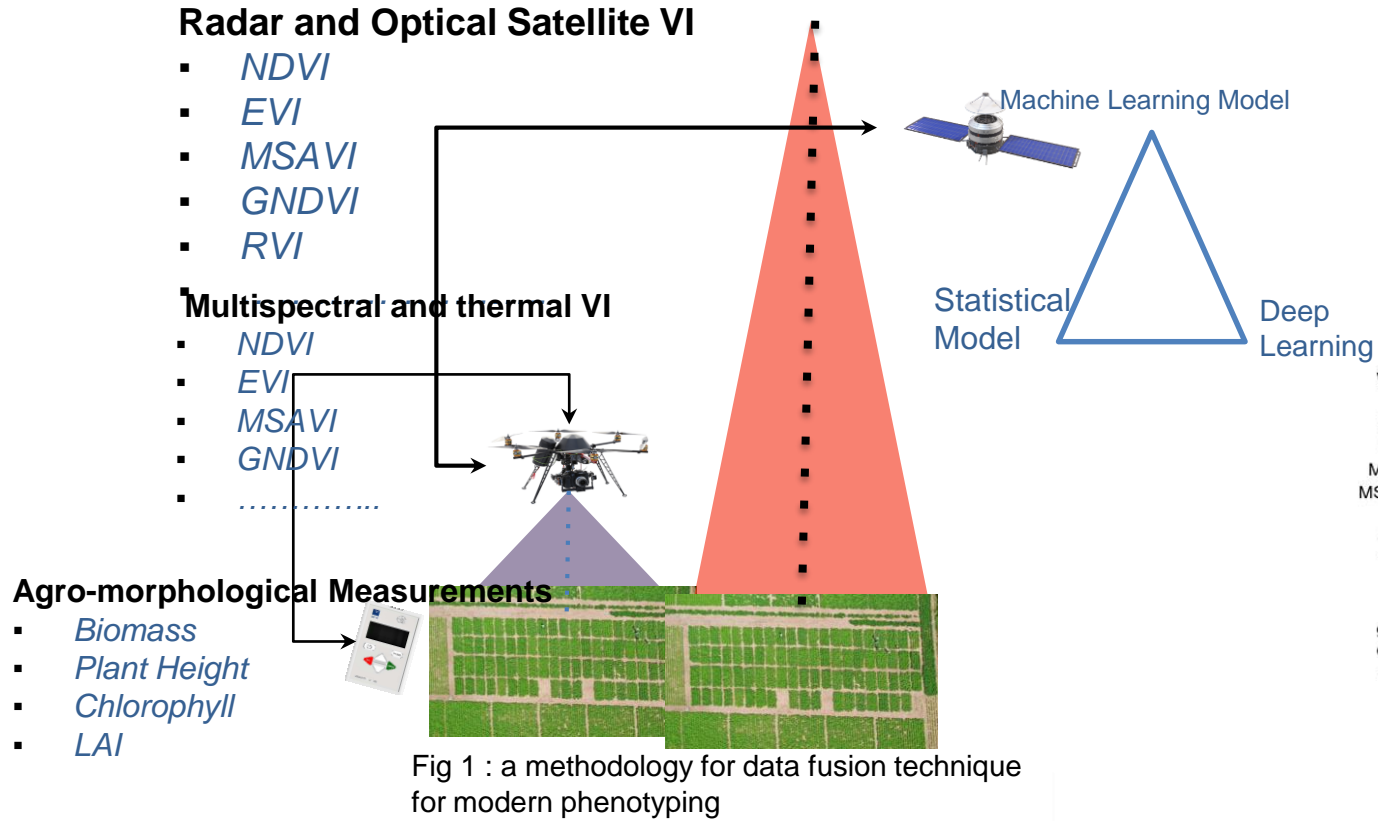 Radar and Optical Satellite VI
▪ NDVI
▪ EVI
▪ MSAVI
▪ GNDVI
▪ RVI
Multispectral and thermal VI
▪ NDVI
▪ EVI
▪ MSAVI
▪ GNDVI
▪ …………..
Agro-morphological Measurements
▪ Biomass
▪ Plant Height
▪ Chlorophyll
▪ LAI
Machine Learning Model
Statistical
Model
Deep
Learning
M
MS
Fig 1 : a methodology for data fusion technique
for modern phenotyping